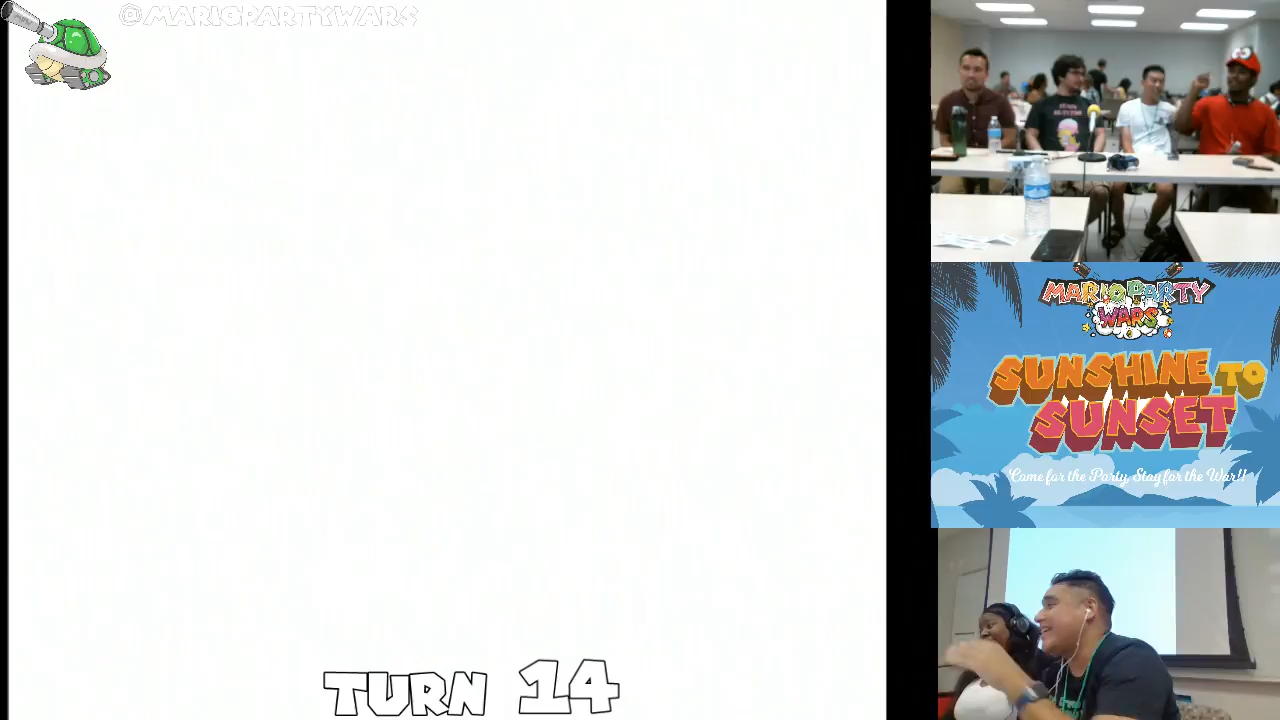 @MARIOPARTYWARS
MARIO PARTY
WARS
SUNSHINE TO
SUNSET
Come for the Party, Stay for the War!!
TURN 14